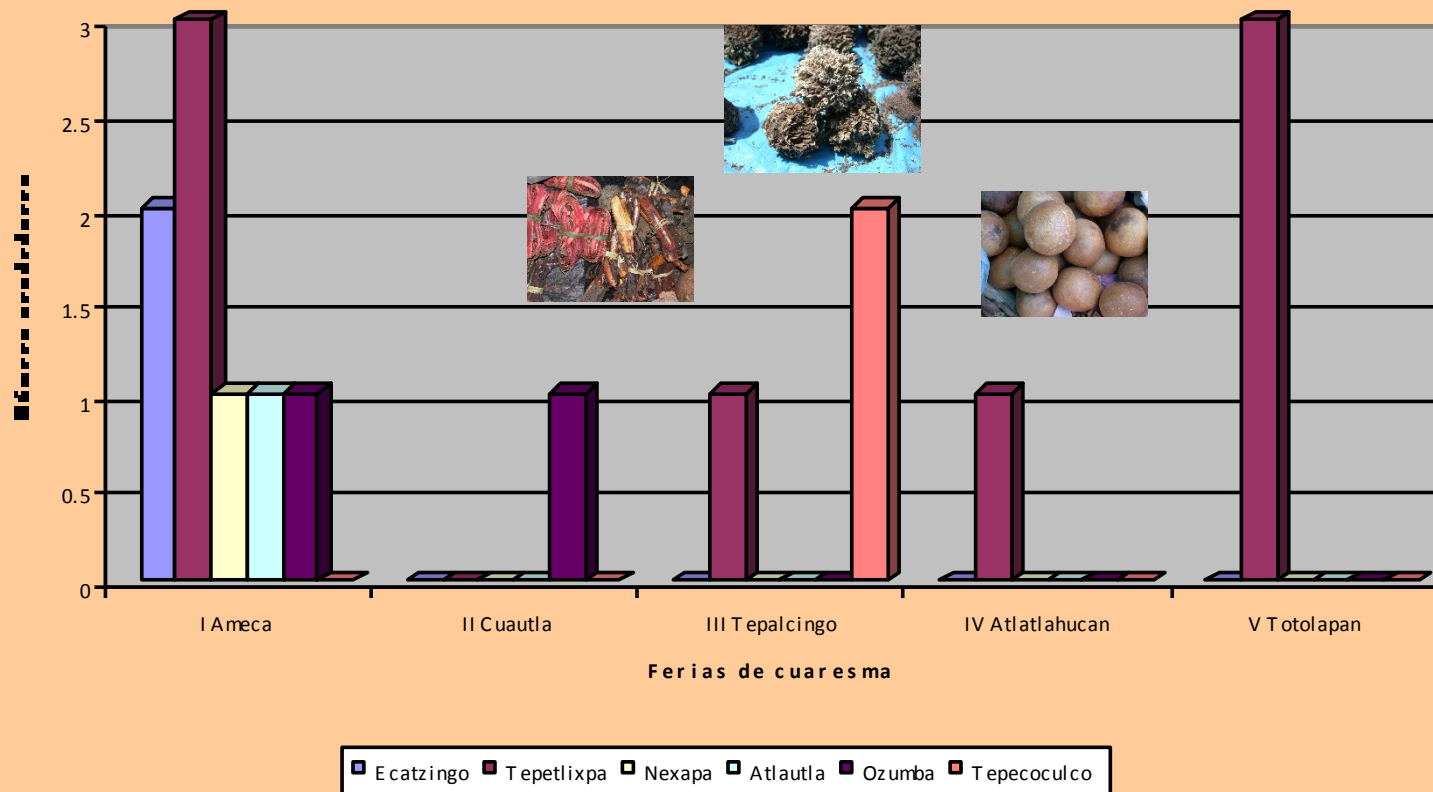 3
2.5
2
1.5
1
0.5
0
I Ameca
II Cuautla
III Tepalcingo
IV Atlatlahucan
V Totolapan
Ferias de cuaresma
Ecatzingo
Tepetlixpa
Nexapa
Atlautla
Ozumba
Tepecoculco